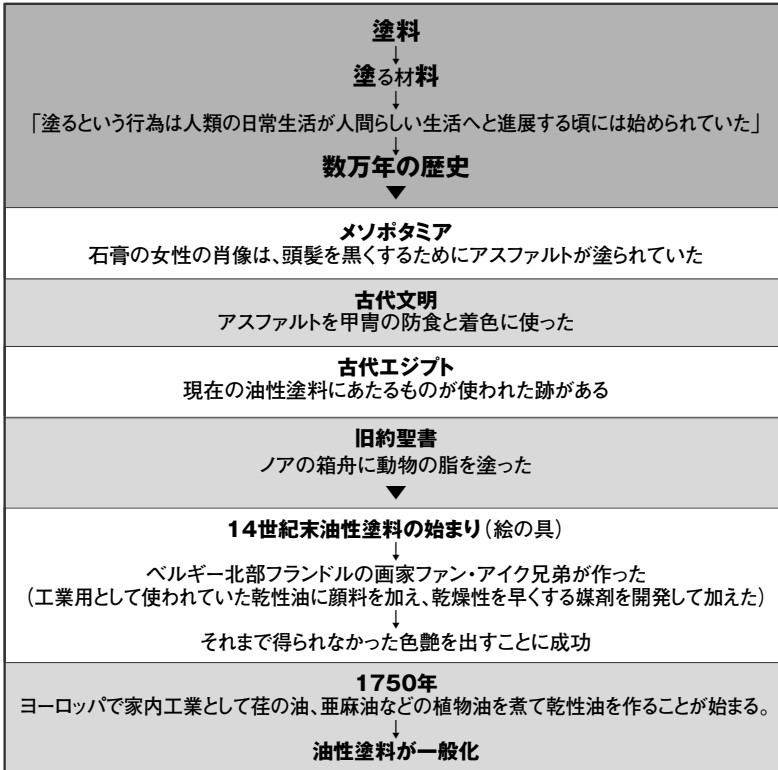 塗料
↓
塗る材料
↓
「塗るという行為は人類の日常生活が人間らしい生活へと進展する頃には始められていた」
↓
数万年の歴史
▼
メソポタミア
石膏の女性の肖像は、頭髪を黒くするためにアスファルトが塗られていた
古代文明
アスファルトを甲冑の防食と着色に使った
古代エジプト
現在の油性塗料にあたるものが使われた跡がある
旧約聖書
ノアの箱舟に動物の脂を塗った
▼
14世紀末油性塗料の始まり(絵の具)
↓
ベルギー北部フランドルの画家ファン・アイク兄弟が作った
(工業用として使われていた乾性油に顔料を加え、乾燥性を早くする媒剤を開発して加えた)
↓
それまで得られなかった色艶を出すことに成功
1750年
ヨーロッパで家内工業として荏の油、亜麻油などの植物油を煮て乾性油を作ることが始まる。
↓
油性塗料が一般化